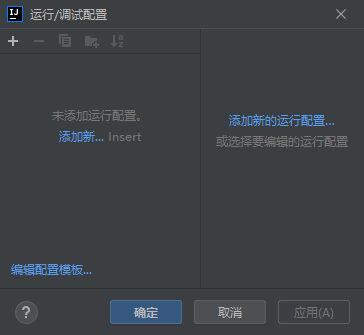 IJ 运行/调试配置
未添加运行配置。
添加新... Insert
添加新的运行配置...
或选择要编辑的运行配置
编辑配置模板...
? 确定 取消 应用(A)